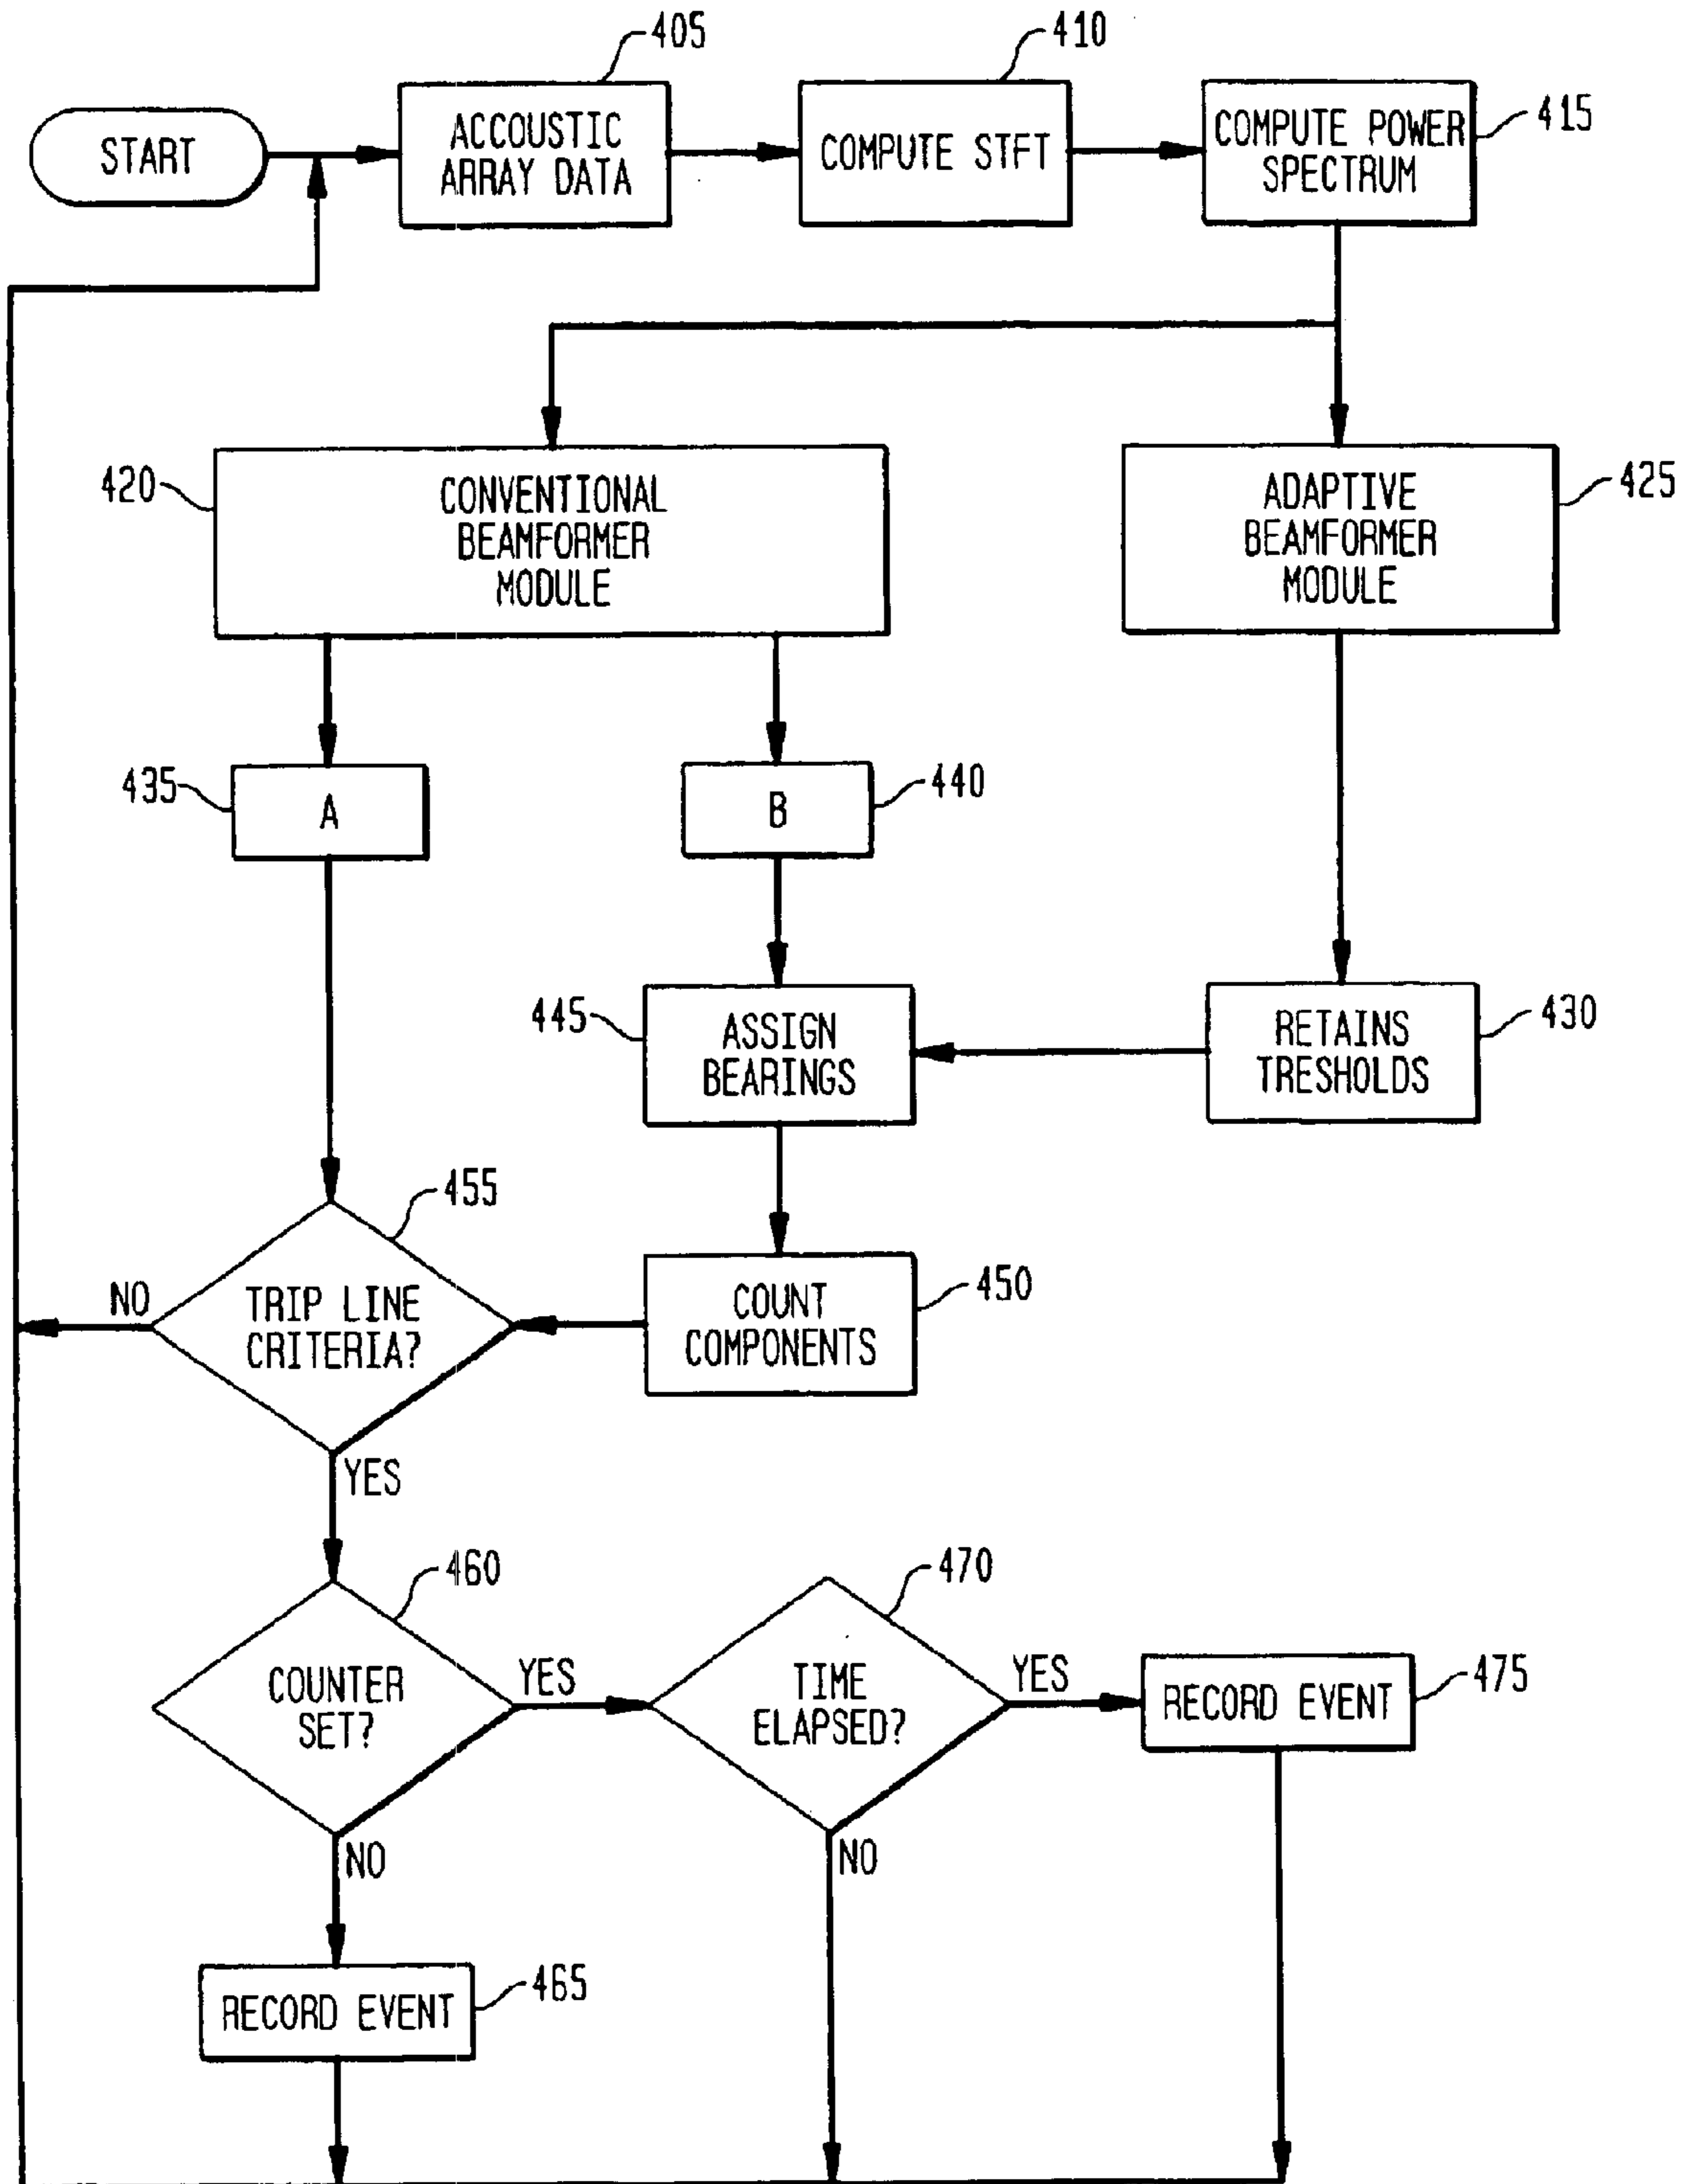 405
410
START
ACCOUSTIC
ARRAY DATA
COMPUTE STFT
COMPUTE POWER
SPECTRUM
415
420
CONVENTIONAL
BEAMFORMER
MODULE
ADAPTIVE
BEAMFORMER
MODULE
425
435
A
B
440
445
ASSIGN
BEARINGS
RETAINS
TRESHOLDS
430
455
NO
TRIP LINE
CRITERIA?
COUNT
COMPONENTS
450
YES
460
470
COUNTER
SET?
YES
TIME
ELAPSED?
YES
RECORD EVENT
475
NO
NO
RECORD EVENT
465